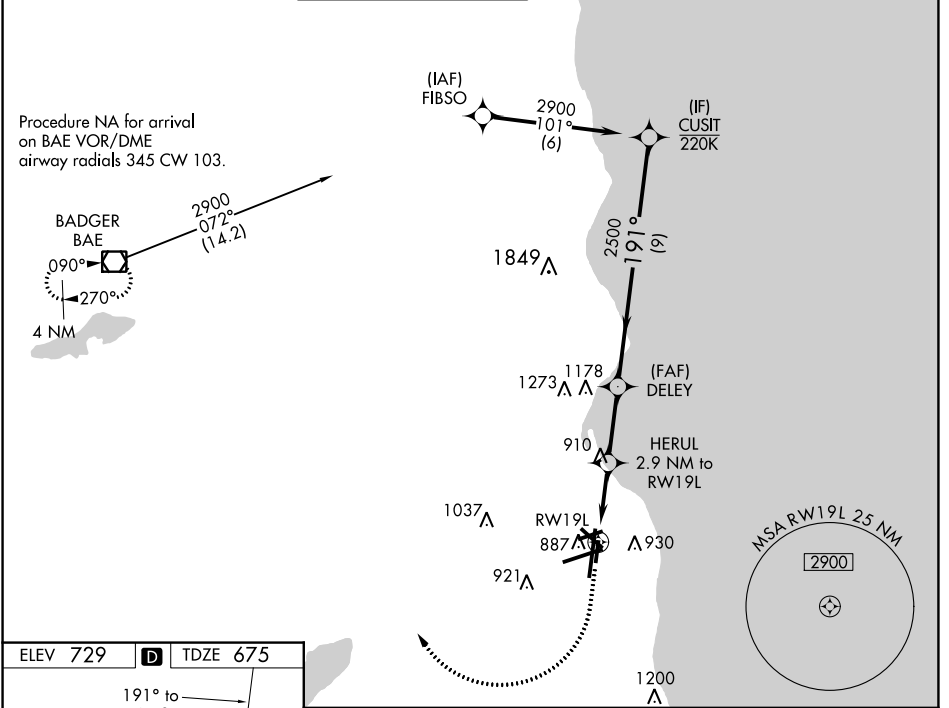 (IAF)
FIBSO
2900
101°
(6)
(IF)
CUSIT
220K
Procedure NA for arrival
on BAE VOR/DME
airway radials 345 CW 103.
2900
072°
(14.2)
BADGER
BAE
090°
270°
4 NM
2500
191°
(9)
1849
1273
1178
(FAF)
DELEY
910
HERUL
2.9 NM to
RW19L
1037
RW19L
887
930
921
MSA RW19L 25 NM
2900
ELEV 729 D TDZE 675
191° to
1200